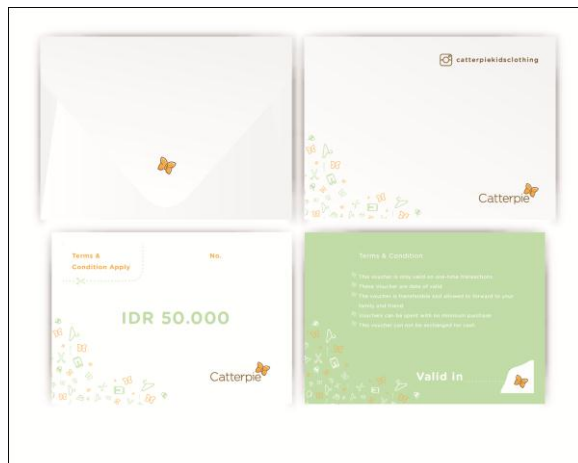 catterpiekidsclothing
Catterpie
Terms &
Condition Apply
No.
IDR 50.000
Catterpie
Terms & Condition
This voucher is only valid on one time transactions
These voucher are date of valid
The voucher is transferable and allowed to forward to your
family and friend
Vouchers can be spent with no minimum purchase
This voucher can not be exchanged for cash
Valid in